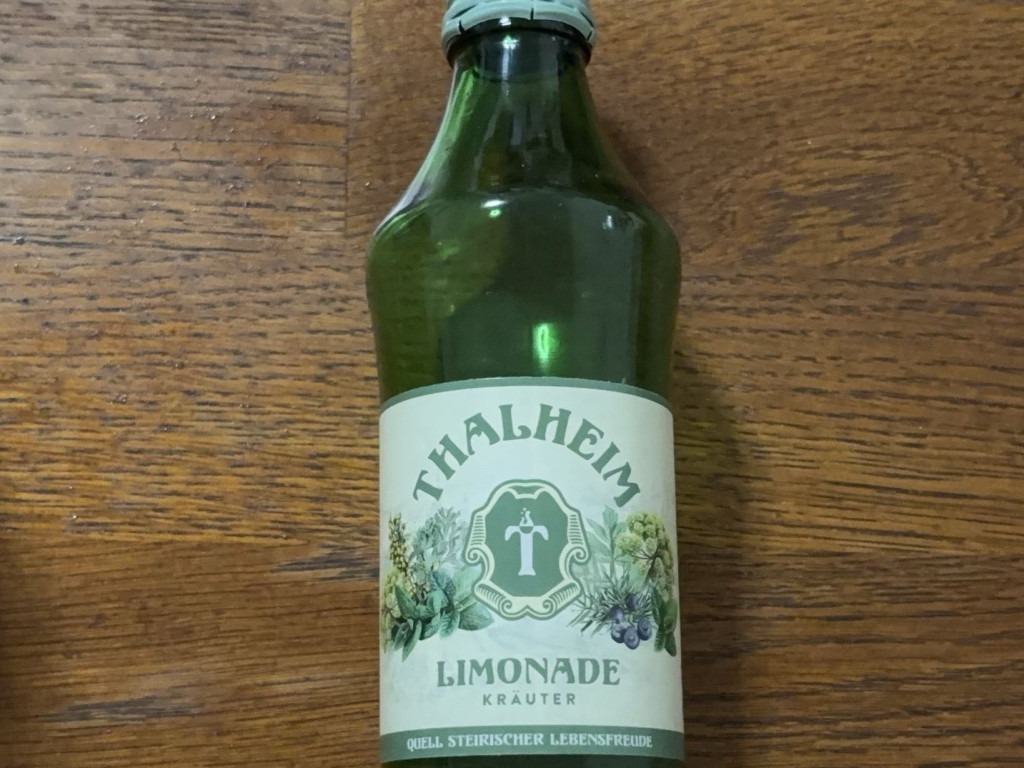 THALHEIM
T
LIMONADE
KRÄUTER
QUELL STEIRISCHER LEBENSFREUDE